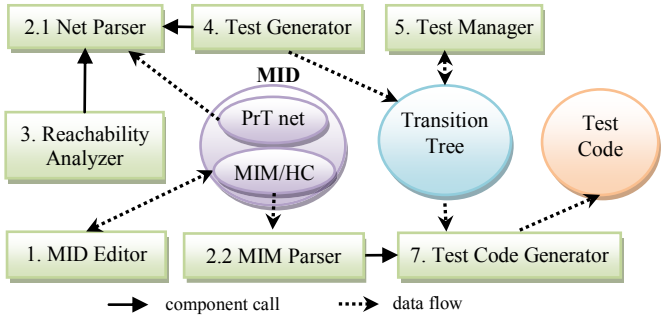 2.1 Net Parser
4. Test Generator
5. Test Manager
MID
PrT net
Transition
Tree
Test
Code
3. Reachability
Analyzer
MIM/HC
1. MID Editor
2.2 MIM Parser
7. Test Code Generator
component call
data flow